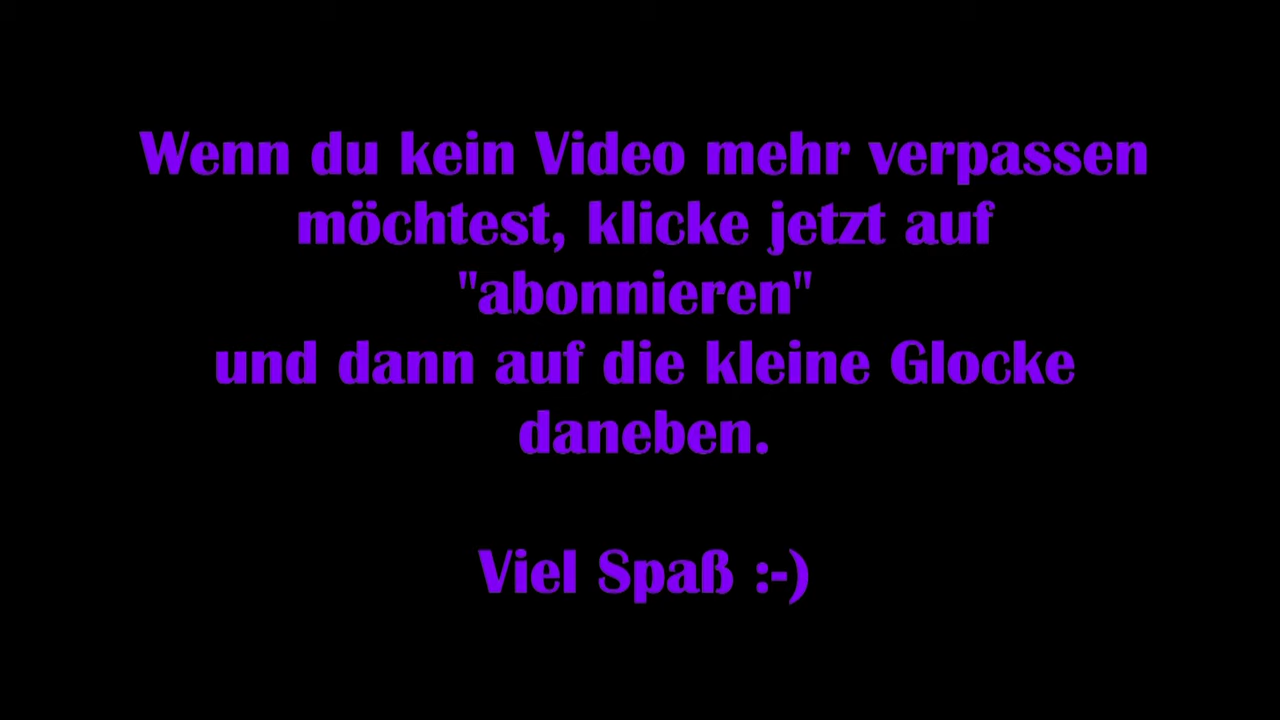 Wenn du kein Video mehr verpassen
möchtest, klicke jetzt auf
"abonnieren"
und dann auf die kleine Glocke
daneben.
Viel Spaß :-)